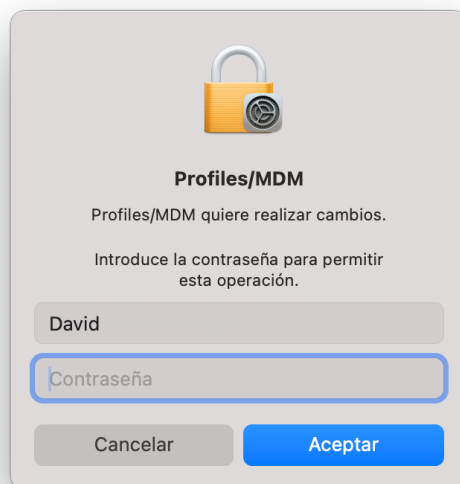 Profiles/MDM
Profiles/MDM quiere realizar cambios.
Introduce la contraseña para permitir
esta operación.
David
Contraseña
Cancelar
Aceptar